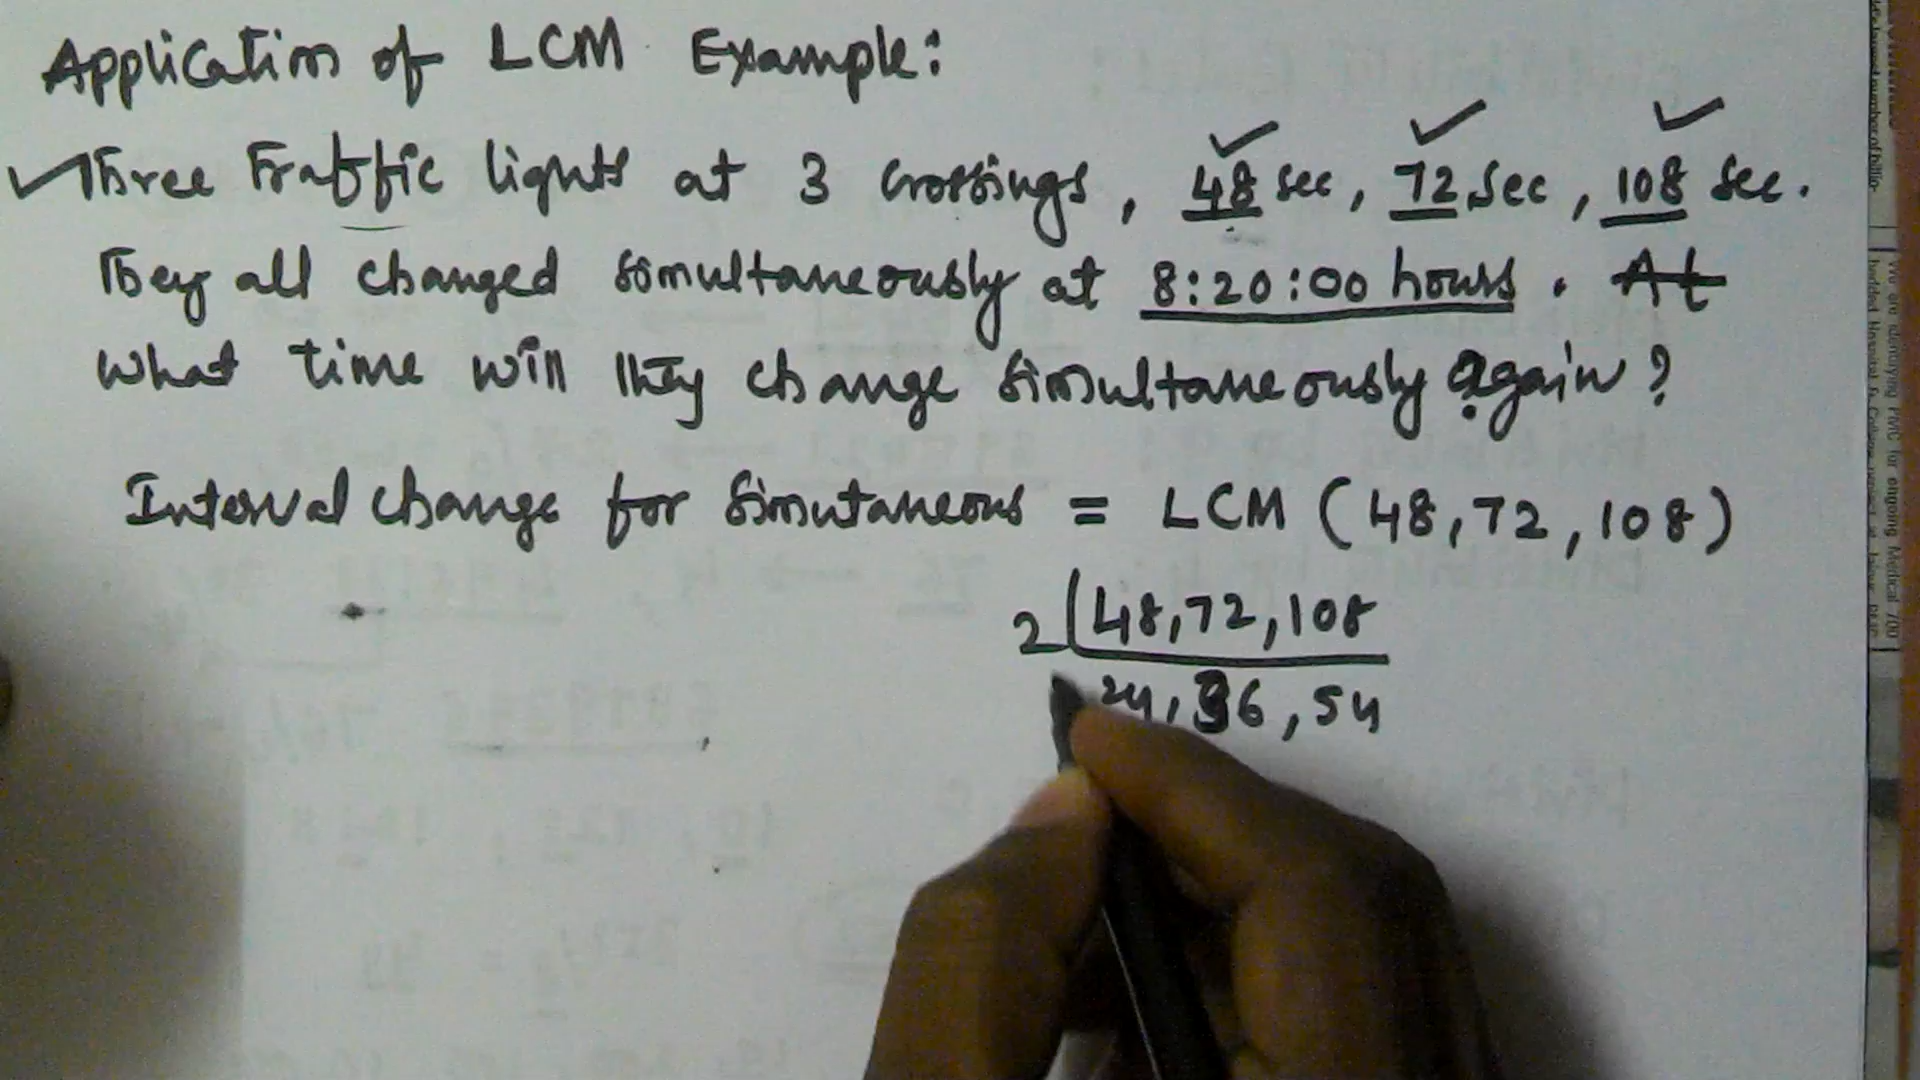 Application of LCM Example:
Three Traffic lights at 3 crossings, 48 sec, 72 sec, 108 sec.
They all changed simultaneously at 8:20:00 hours. At
what time will they change simultaneously again?
Interval change for Simutaneous = LCM (48, 72, 108)
2 48, 72, 108
24, 36, 54